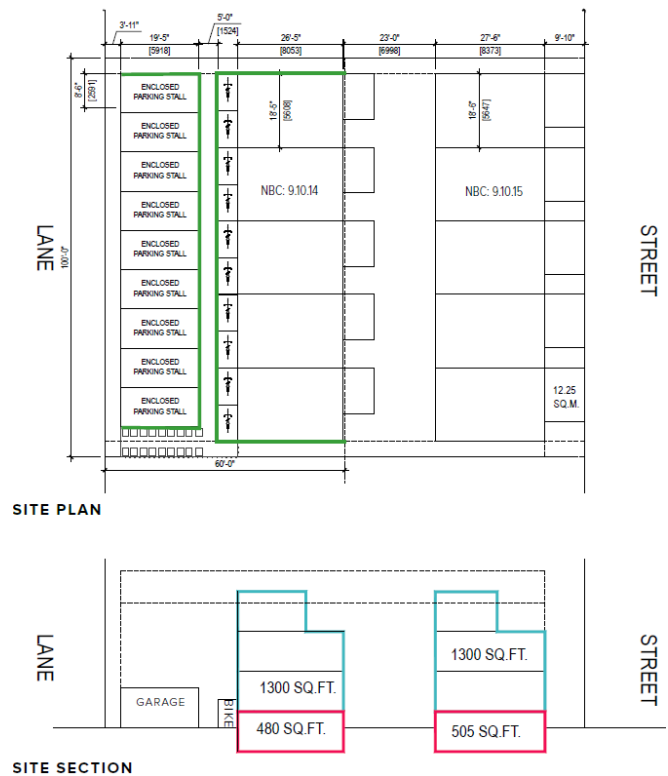 3'-11"
19'-5"
[5918]
5'-0"
[1524]
26'-5"
[8053]
23'-0"
[6998]
27'-6"
[8373]
9'-10"
8'-6"
[2591]
100'-0"
LANE
ENCLOSED
PARKING STALL
ENCLOSED
PARKING STALL
ENCLOSED
PARKING STALL
ENCLOSED
PARKING STALL
ENCLOSED
PARKING STALL
ENCLOSED
PARKING STALL
ENCLOSED
PARKING STALL
ENCLOSED
PARKING STALL
ENCLOSED
PARKING STALL
[5608]
NBC: 9.10.14
18'-6"
[5647]
NBC: 9.10.15
12.25
SQ.M.
STREET
60'-0"
SITE PLAN
LANE
GARAGE
BIKE
1300 SQ.FT.
480 SQ.FT.
1300 SQ.FT.
505 SQ.FT.
STREET
SITE SECTION